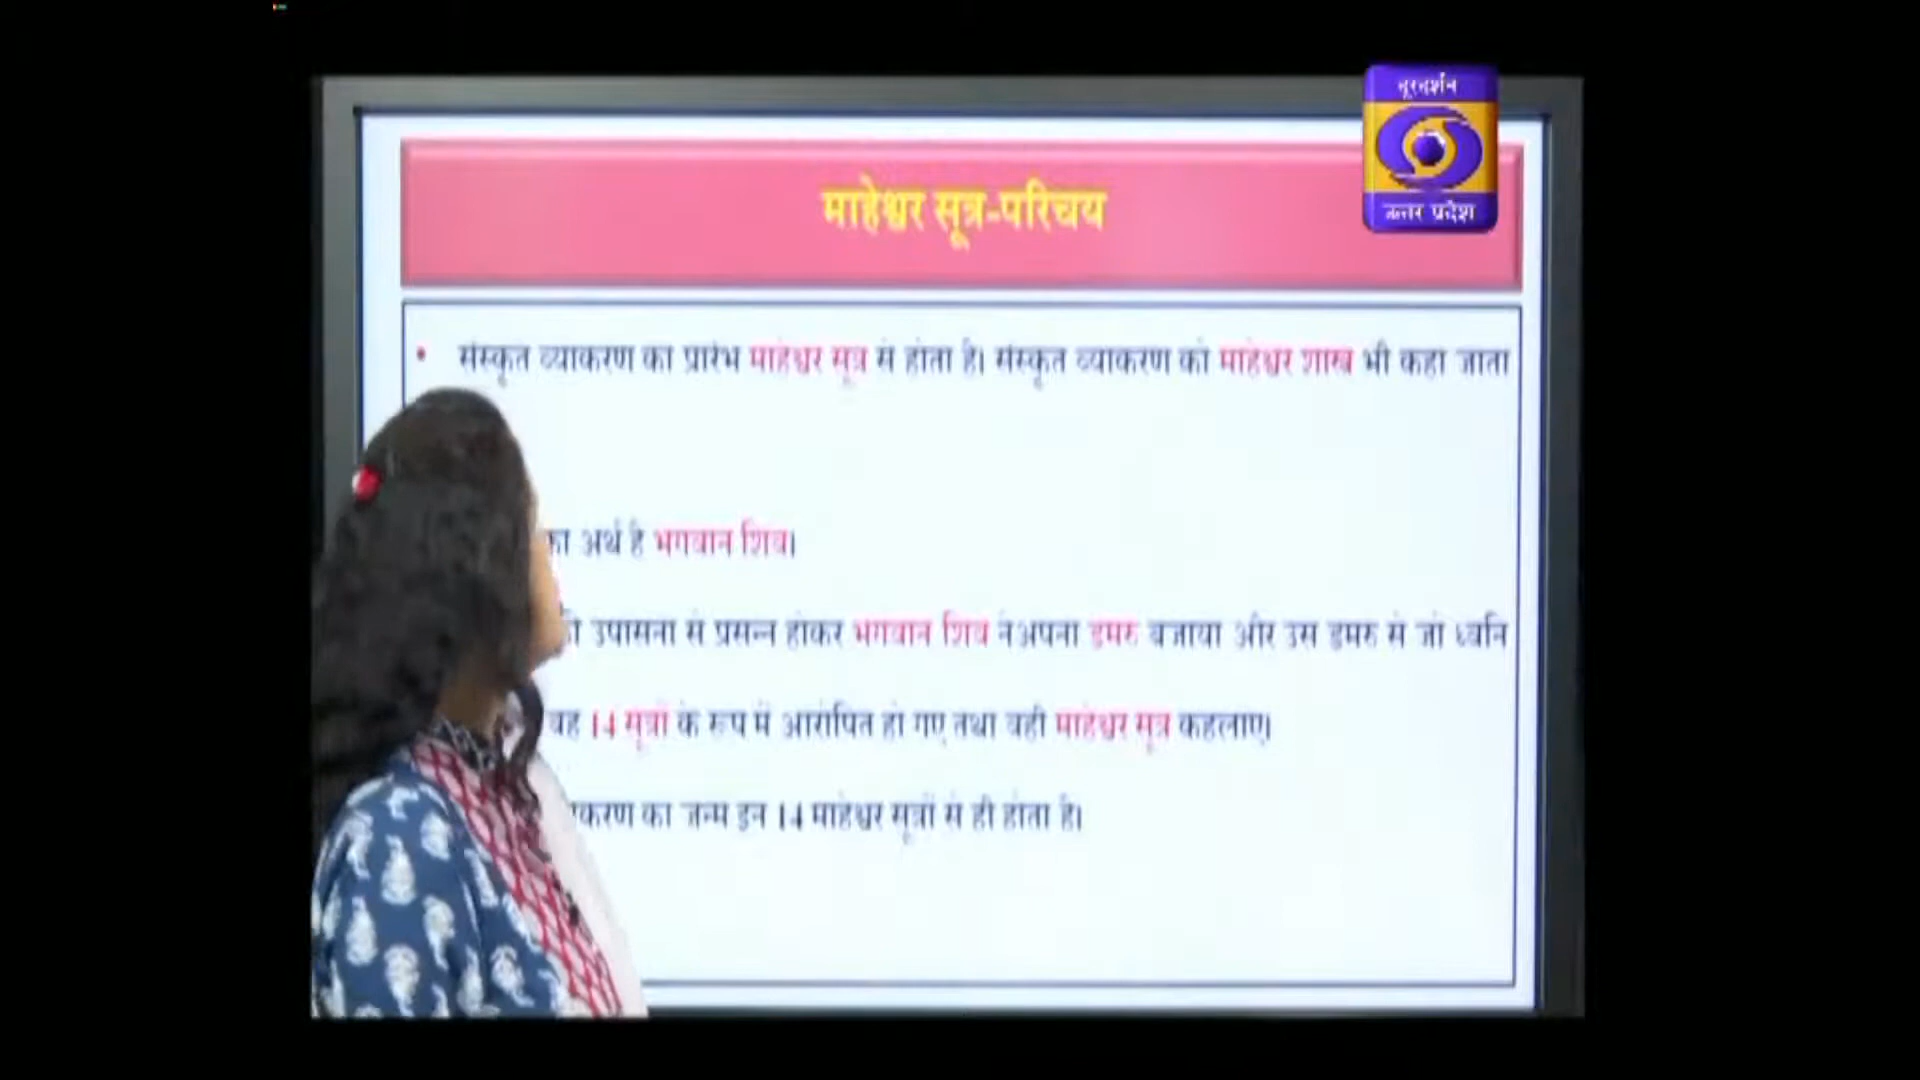 दूरदर्शन
उत्तर प्रदेश
माहेश्वर सूत्र-परिचय
• संस्कृत व्याकरण का प्रारंभ माहेश्वर सूत्र से होता है। संस्कृत व्याकरण को माहेश्वर शास्त्र भी कहा जाता
का अर्थ है भगवान शिव।
उपासना से प्रसन्न होकर भगवान शिव ने अपना डमरु बजाया और उस डमरु से जो ध्वनि
वह 14 सूत्रों के रूप में आरोपित हो गए तथा वही माहेश्वर सूत्र कहलाए।
करण का जन्म इन 14 माहेश्वर सूत्रों से ही होता है।